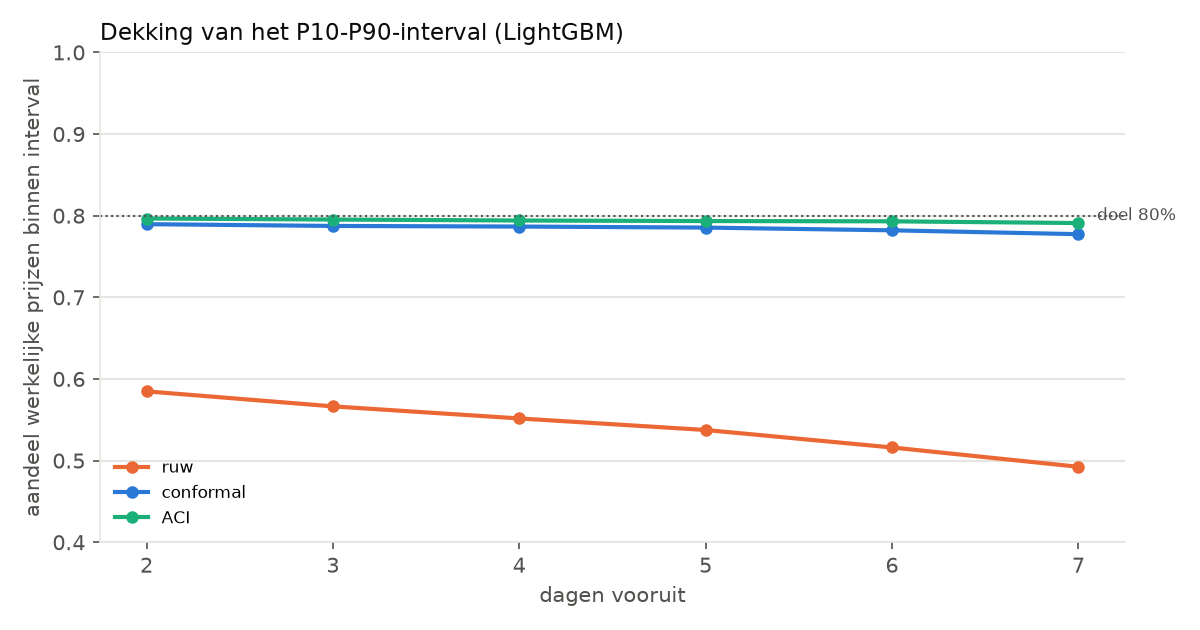 Dekking van het P10-P90-interval (LightGBM)
aandeel werkelijke prijzen binnen interval
1.0
0.9
0.8
0.7
0.6
0.5
0.4
doel 80%
ruw
conformal
ACI
2 3 4 5 6 7
dagen vooruit